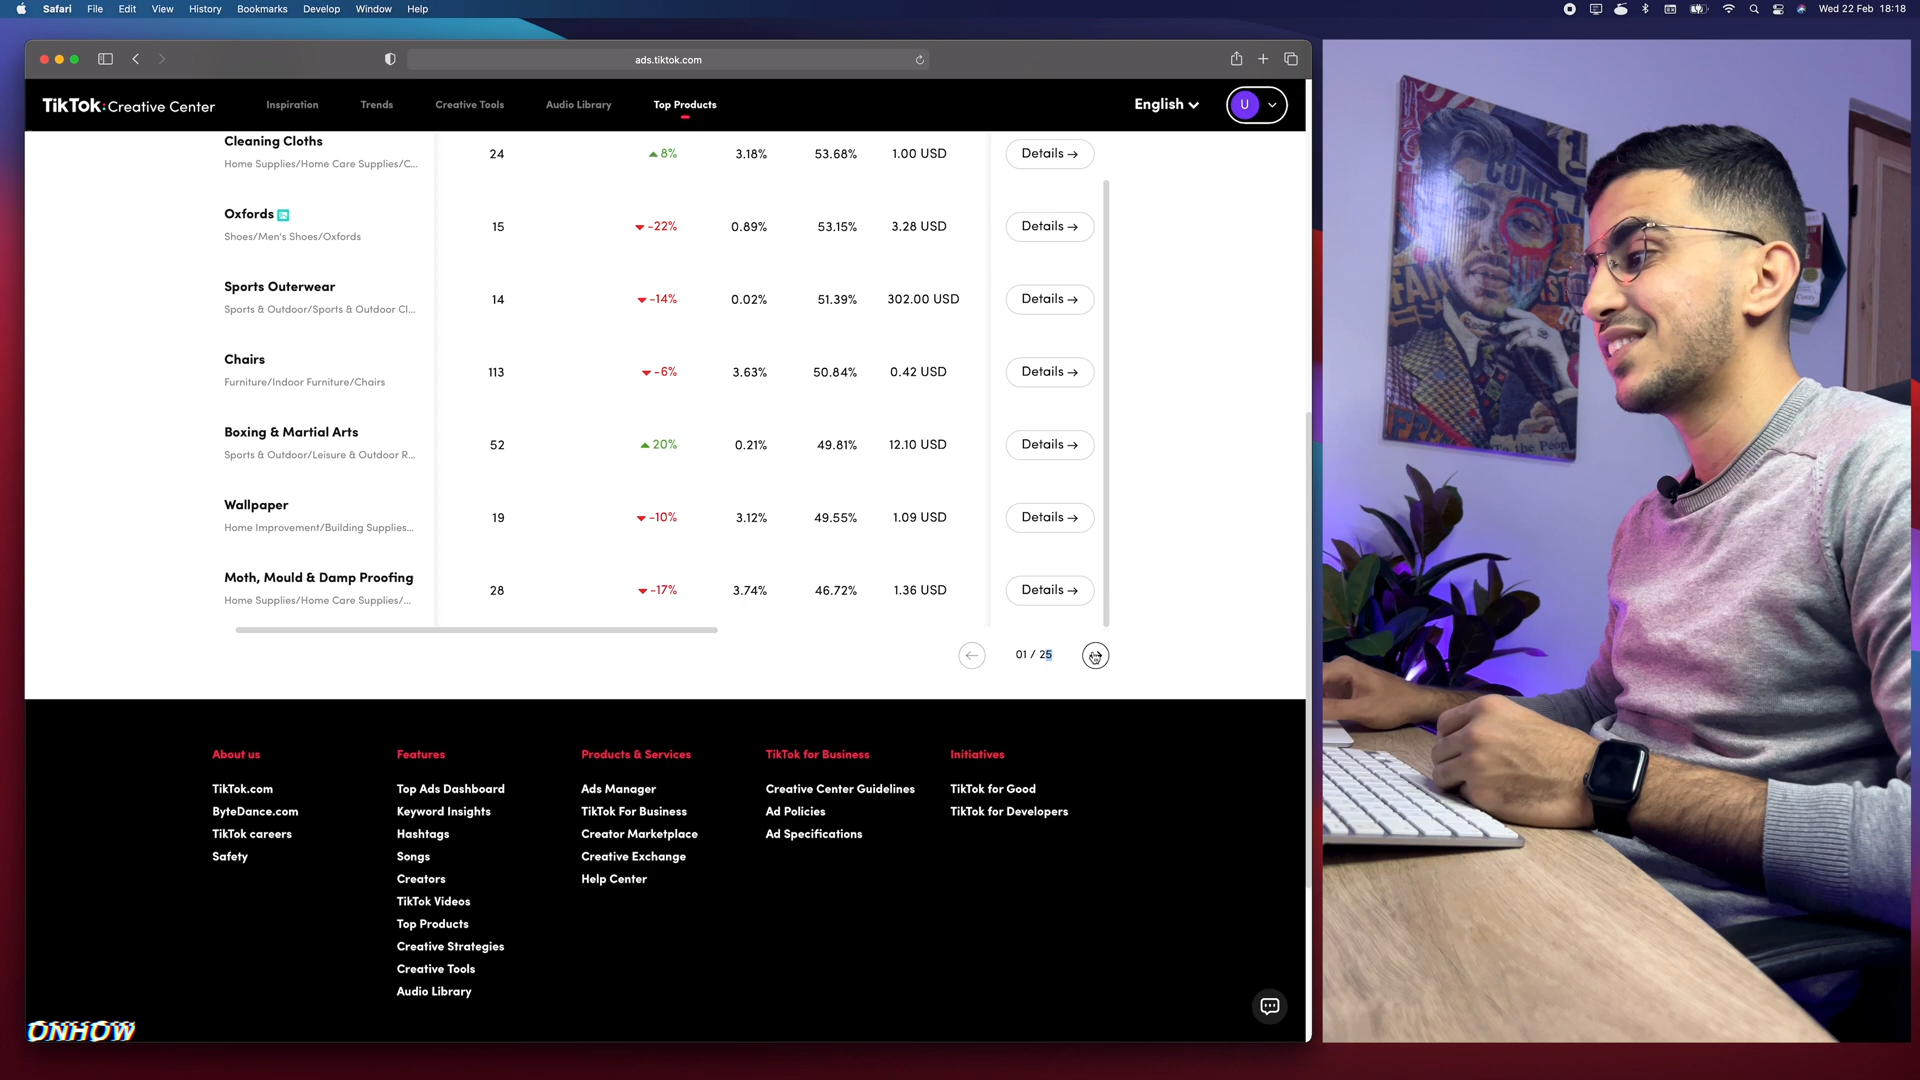 Safari File Edit View History Bookmarks Develop Window Help Wed 22 Feb 18:18
ads.tiktok.com
TikTok: Creative Center Inspiration Trends Creative Tools Audio Library Top Products English U
Cleaning Cloths
Home Supplies/Home Care Supplies/C... 24 8% 3.18% 53.68% 1.00 USD Details →
Oxfords
Shoes/Men's Shoes/Oxfords 15 -22% 0.89% 53.15% 3.28 USD Details →
Sports Outerwear
Sports & Outdoor/Sports & Outdoor Cl... 14 -14% 0.02% 51.39% 302.00 USD Details →
Chairs
Furniture/Indoor Furniture/Chairs 113 -6% 3.63% 50.84% 0.42 USD Details →
Boxing & Martial Arts
Sports & Outdoor/Leisure & Outdoor R... 52 20% 0.21% 49.81% 12.10 USD Details →
Wallpaper
Home Improvement/Building Supplies... 19 -10% 3.12% 49.55% 1.09 USD Details →
Moth, Mould & Damp Proofing
Home Supplies/Home Care Supplies/... 28 -17% 3.74% 46.72% 1.36 USD Details →
01 / 25
About us Features Products & Services TikTok for Business Initiatives
TikTok.com Top Ads Dashboard Ads Manager Creative Center Guidelines TikTok for Good
ByteDance.com Keyword Insights TikTok For Business Ad Policies TikTok for Developers
TikTok careers Hashtags Creator Marketplace Ad Specifications
Safety Songs Creative Exchange
Creators Help Center
TikTok Videos
Top Products
Creative Strategies
Creative Tools
Audio Library
ONHOW
COME
FAN
To the People